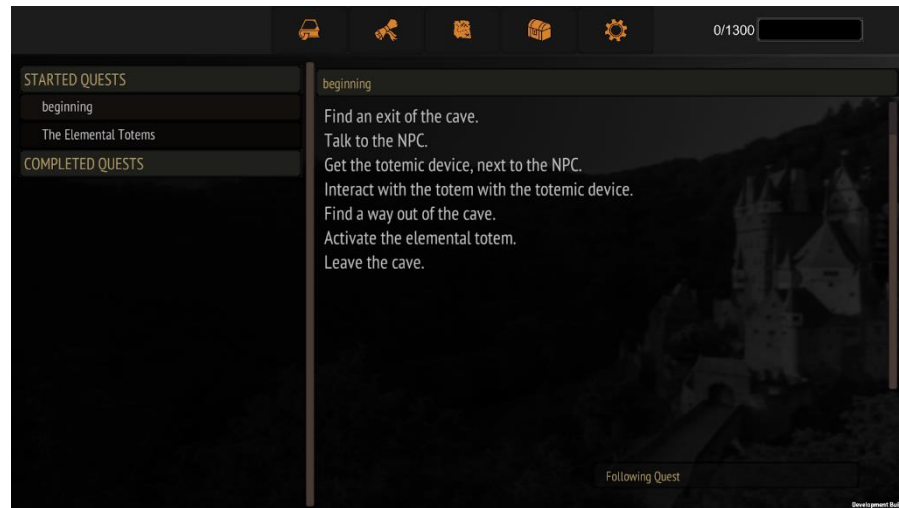 0/1300
STARTED QUESTS
beginning
The Elemental Totems
COMPLETED QUESTS
beginning
Find an exit of the cave.
Talk to the NPC.
Get the totemic device, next to the NPC.
Interact with the totem with the totemic device.
Find a way out of the cave.
Activate the elemental totem.
Leave the cave.
Following Quest
Development Bui